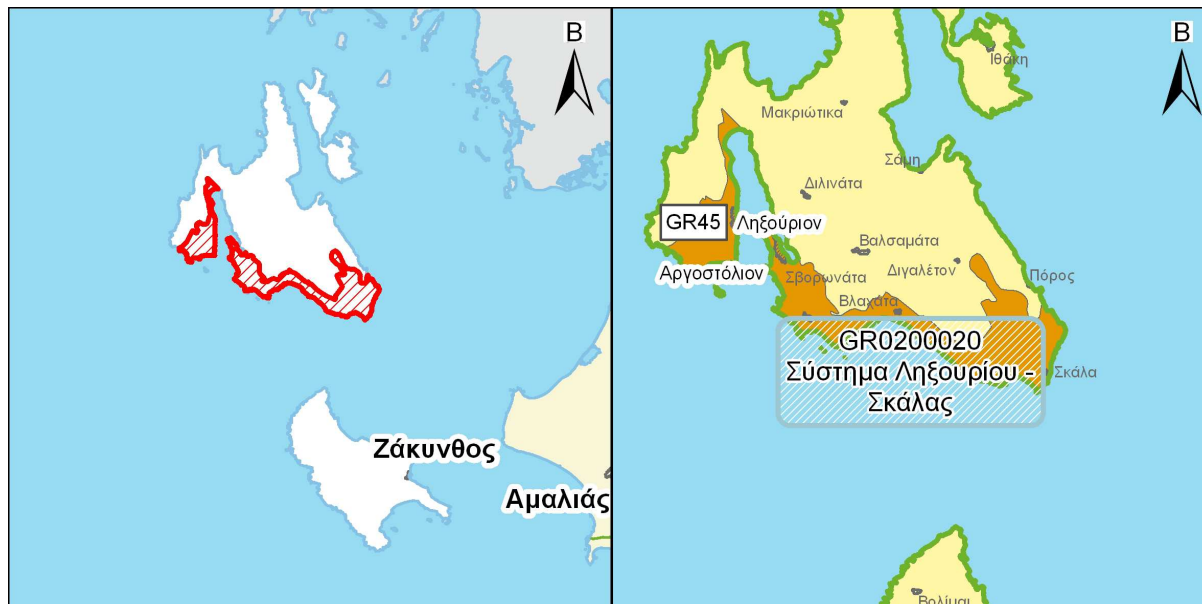 Β
Ζάκυνθος
Αμαλιάς
Β
Ιθάκη
Μακριώτικα
Σάμη
Διλινάτα
GR45
Ληξούριον
Βαλσαμάτα
Αργοστόλιον
Σβορωνάτα
Διγαλέτον
Πόρος
Βλαχάτα
GR0200020
Σύστημα Ληξουρίου -
Σκάλας
Σκάλα
Βολίμαι